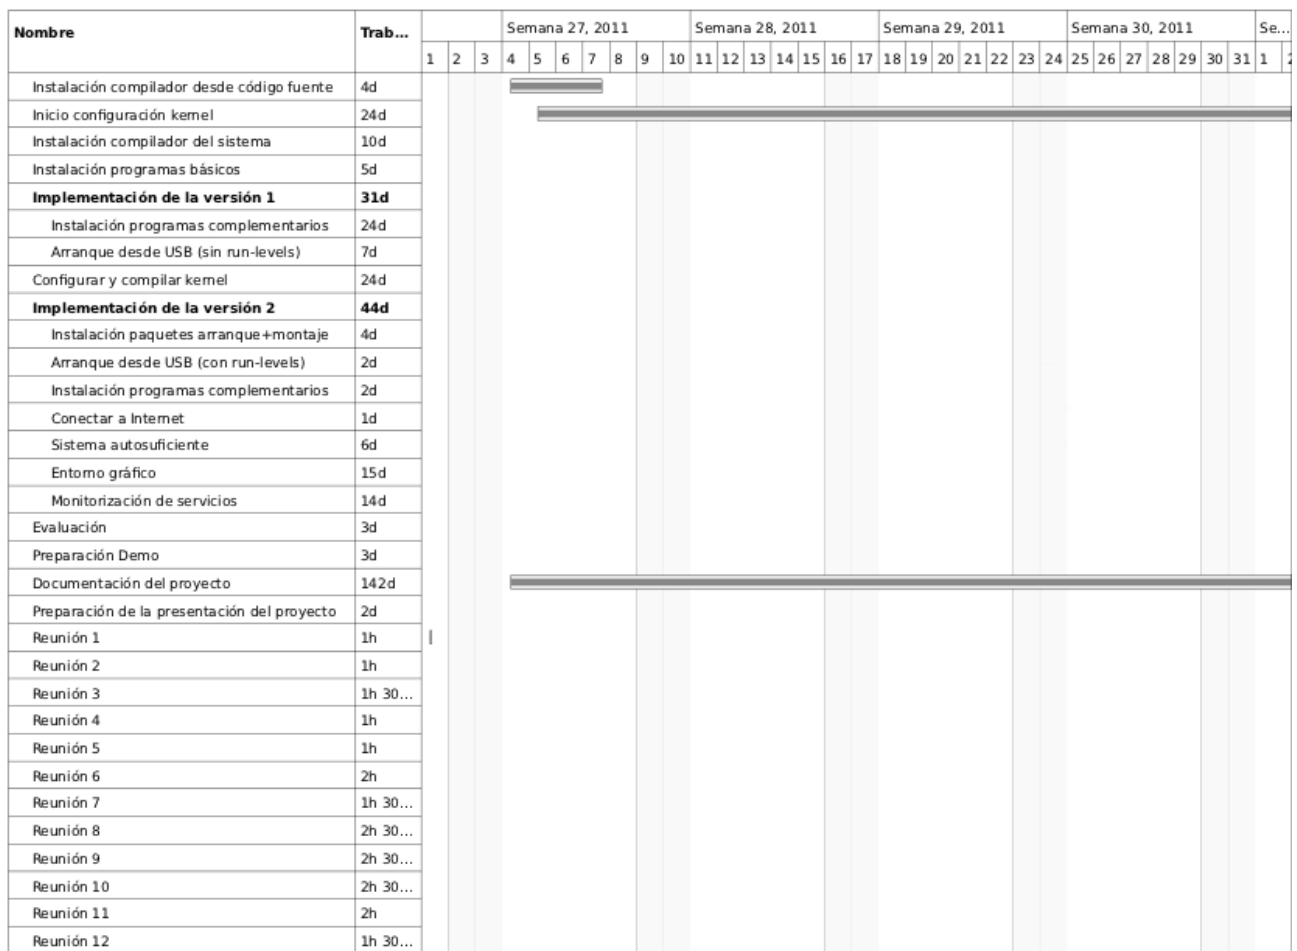 Nombre Trab... Semana 27, 2011 Semana 28, 2011 Semana 29, 2011 Semana 30, 2011 Se...
1 2 3 4 5 6 7 8 9 10 11 12 13 14 15 16 17 18 19 20 21 22 23 24 25 26 27 28 29 30 31 1 2
Instalación compilador desde código fuente 4d
Inicio configuración kernel 24d
Instalación compilador del sistema 10d
Instalación programas básicos 5d
Implementación de la versión 1 31d
Instalación programas complementarios 24d
Arranque desde USB (sin run-levels) 7d
Configurar y compilar kernel 24d
Implementación de la versión 2 44d
Instalación paquetes arranque+montaje 4d
Arranque desde USB (con run-levels) 2d
Instalación programas complementarios 2d
Conectar a Internet 1d
Sistema autosuficiente 6d
Entorno gráfico 15d
Monitorización de servicios 14d
Evaluación 3d
Preparación Demo 3d
Documentación del proyecto 142d
Preparación de la presentación del proyecto 2d
Reunión 1 1h
Reunión 2 1h
Reunión 3 1h 30...
Reunión 4 1h
Reunión 5 1h
Reunión 6 2h
Reunión 7 1h 30...
Reunión 8 2h 30...
Reunión 9 2h 30...
Reunión 10 2h 30...
Reunión 11 2h
Reunión 12 1h 30...